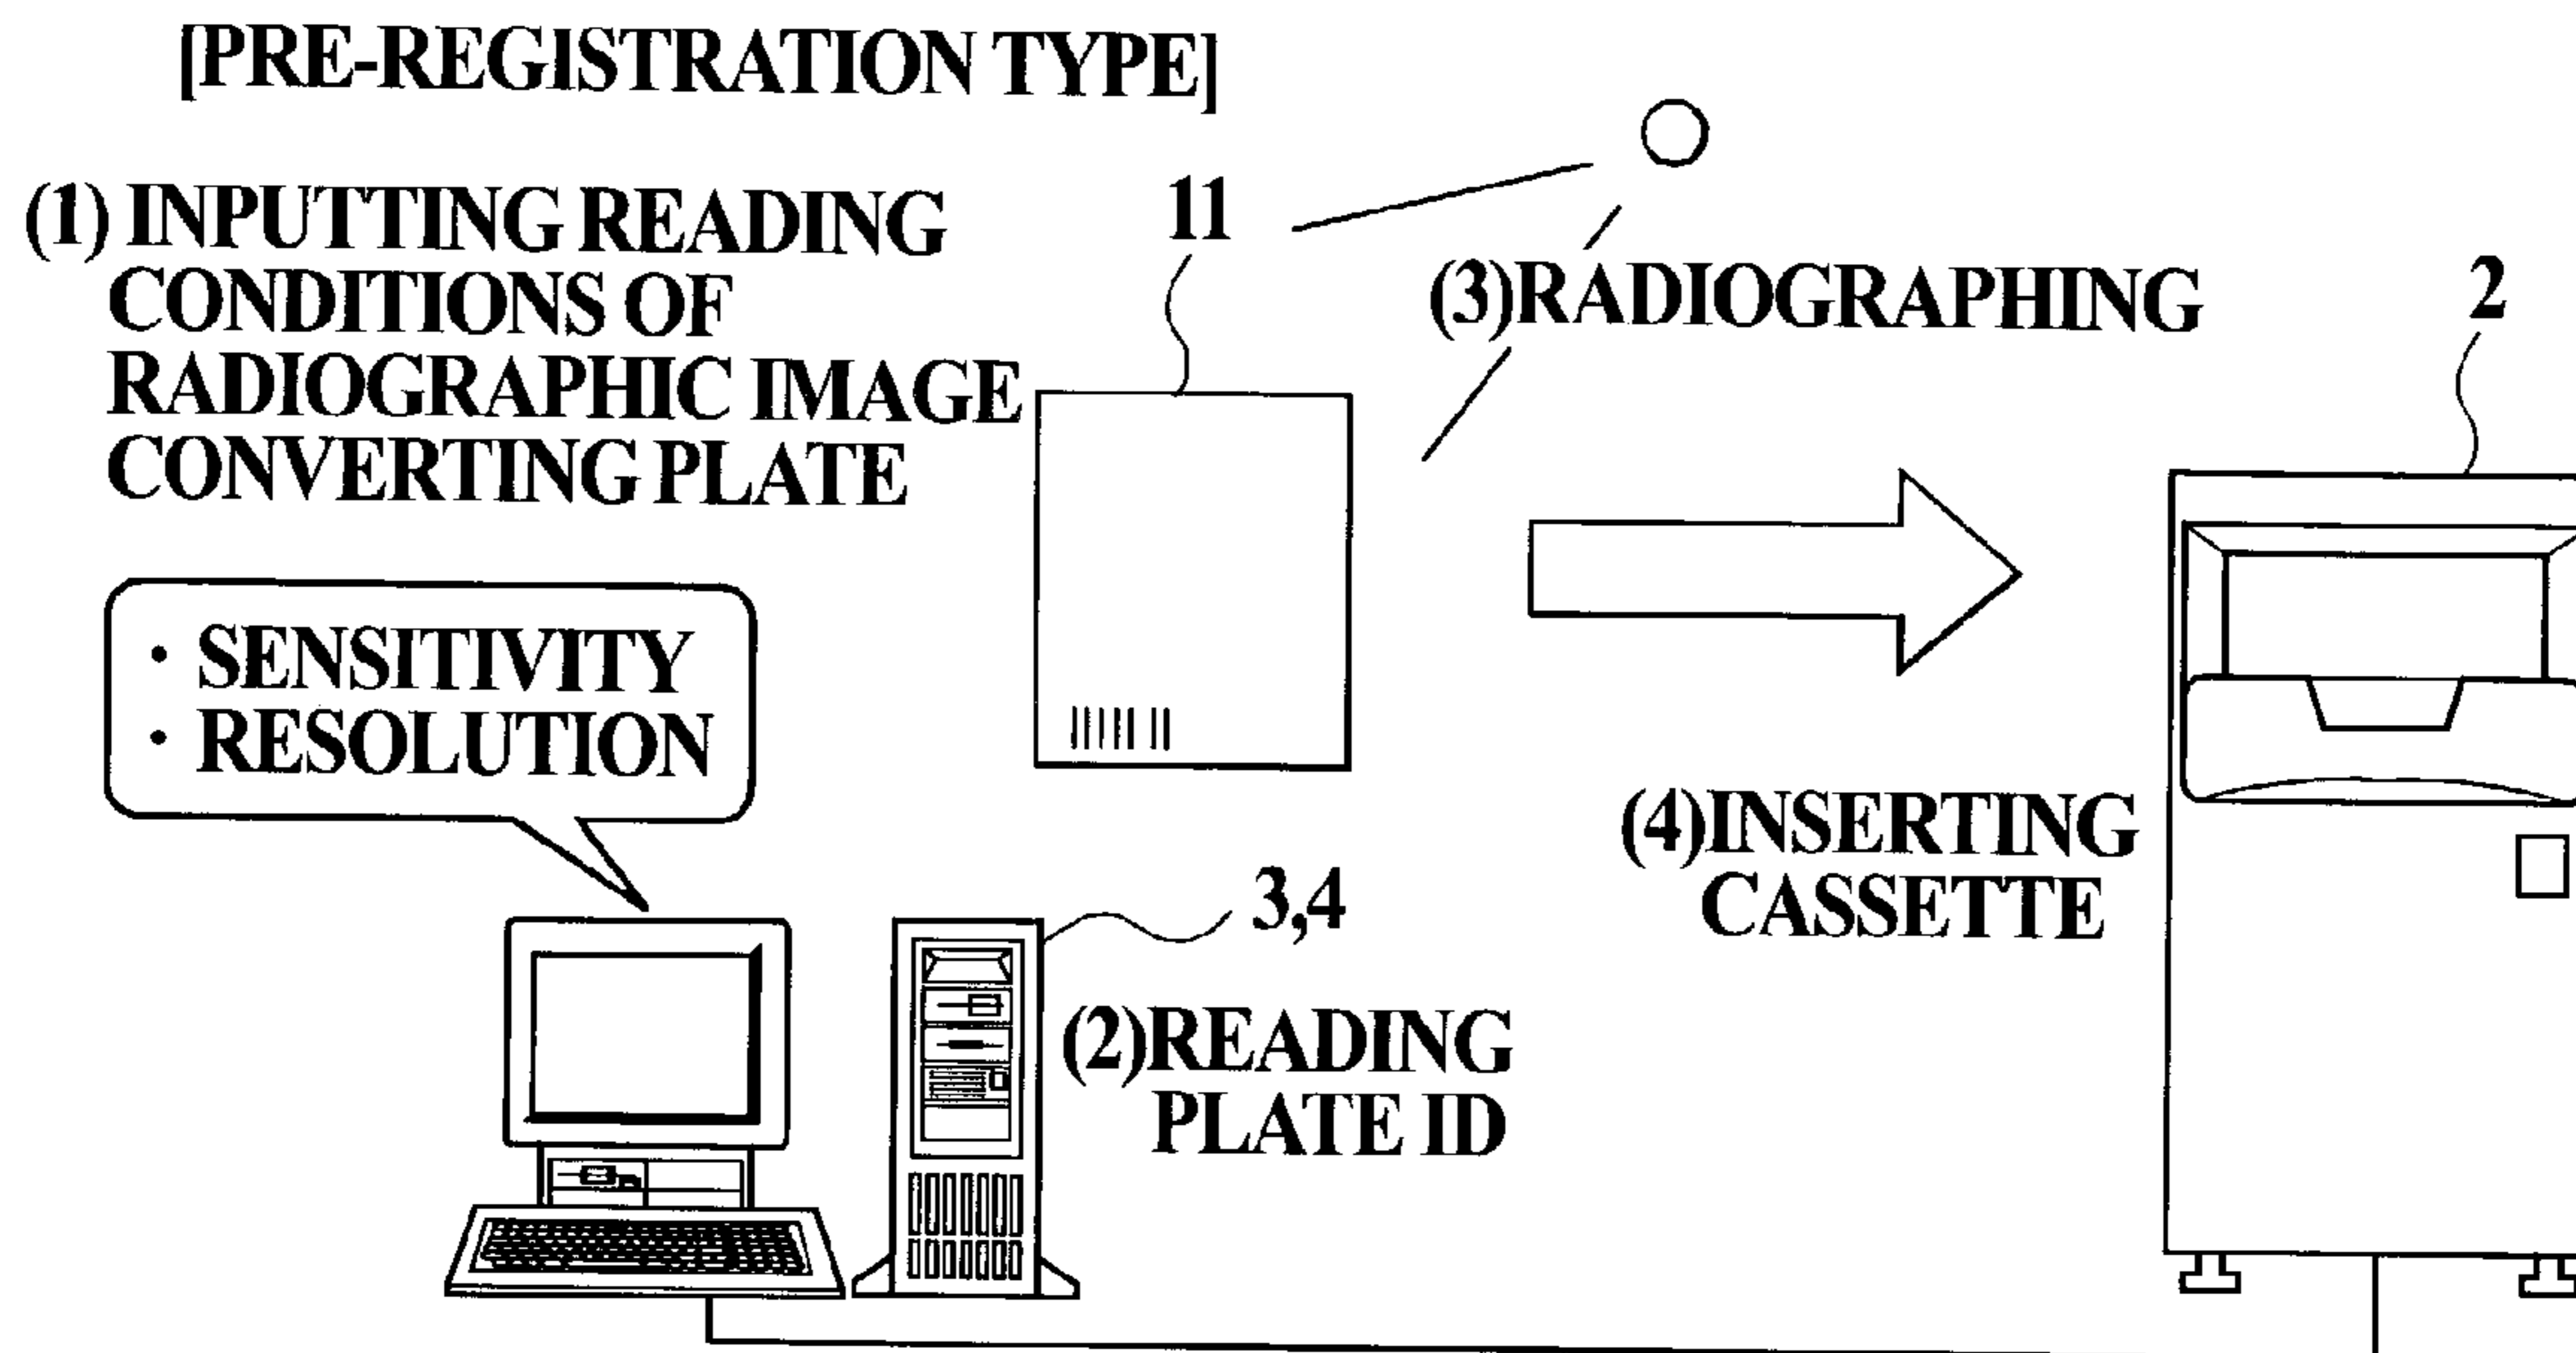 [PRE-REGISTRATION TYPE]
(1) INPUTTING READING
CONDITIONS OF
RADIOGRAPHIC IMAGE
CONVERTING PLATE
11
(3)RADIOGRAPHING
2
· SENSITIVITY
· RESOLUTION
(4)INSERTING
CASSETTE
3,4
(2)READING
PLATE ID